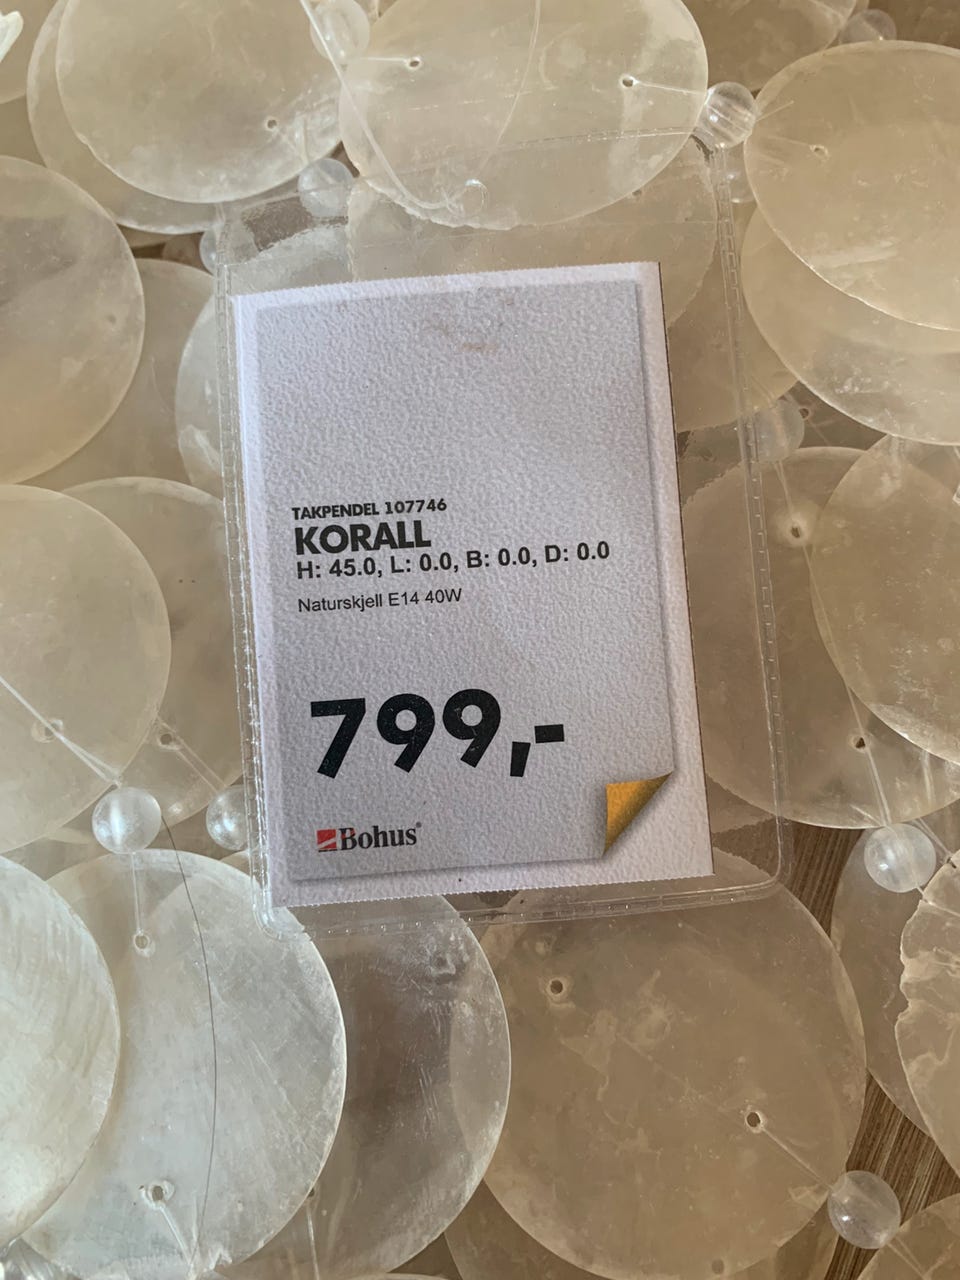 TAKPENDEL 107746
KORALL
H: 45.0, L: 0.0, B: 0.0, D: 0.0
Naturskjell E14 40W
799,-
Bohus®